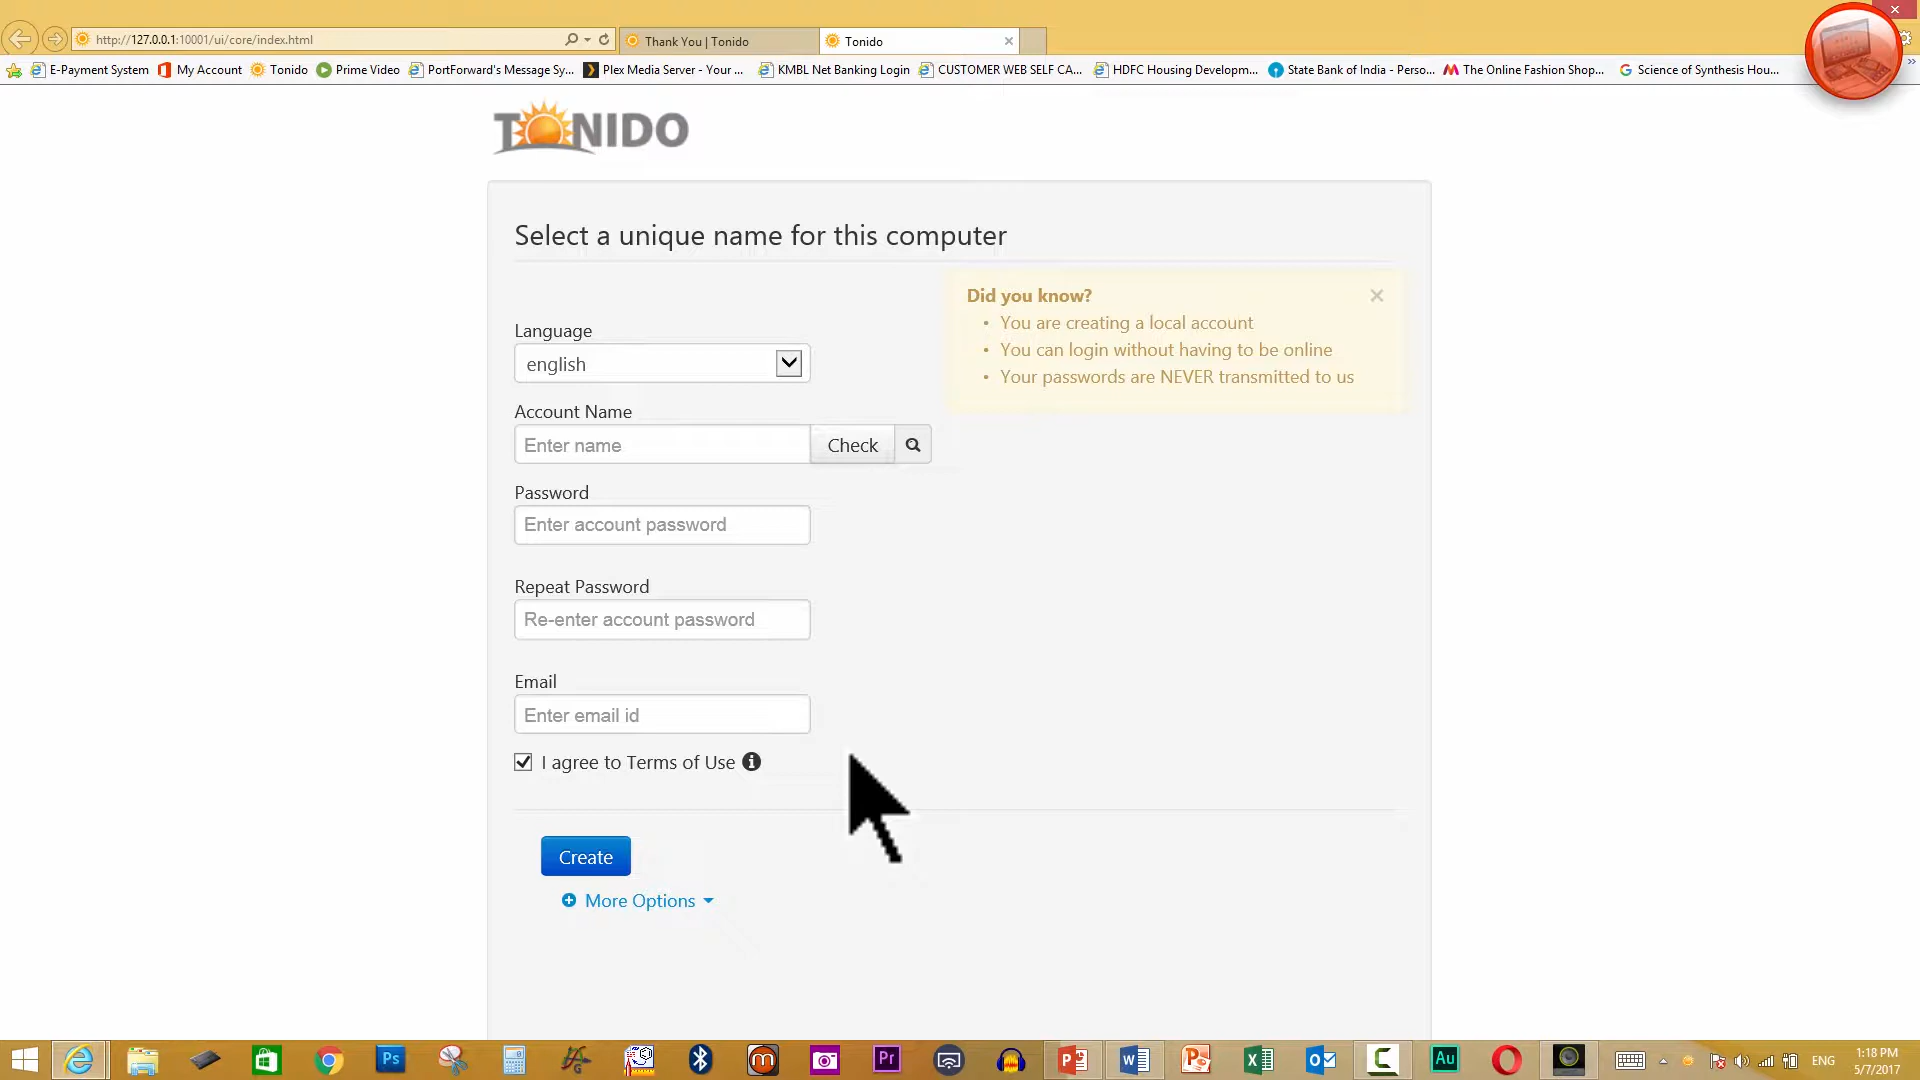 http://127.0.0.1:10001/ui/core/index.html
Thank You | Tonido
Tonido
E-Payment System
My Account
Tonido
Prime Video
PortForward's Message Sy...
Plex Media Server - Your ...
KMBL Net Banking Login
CUSTOMER WEB SELF CA...
HDFC Housing Developm...
State Bank of India - Perso...
The Online Fashion Shop...
Science of Synthesis Hou...
TONIDO
Select a unique name for this computer
Did you know?
• You are creating a local account
• You can login without having to be online
• Your passwords are NEVER transmitted to us
Language
english
Account Name
Enter name
Check
Password
Enter account password
Repeat Password
Re-enter account password
Email
Enter email id
I agree to Terms of Use
Create
More Options
Ps
Pr
Au
ENG
1:18 PM
5/7/2017